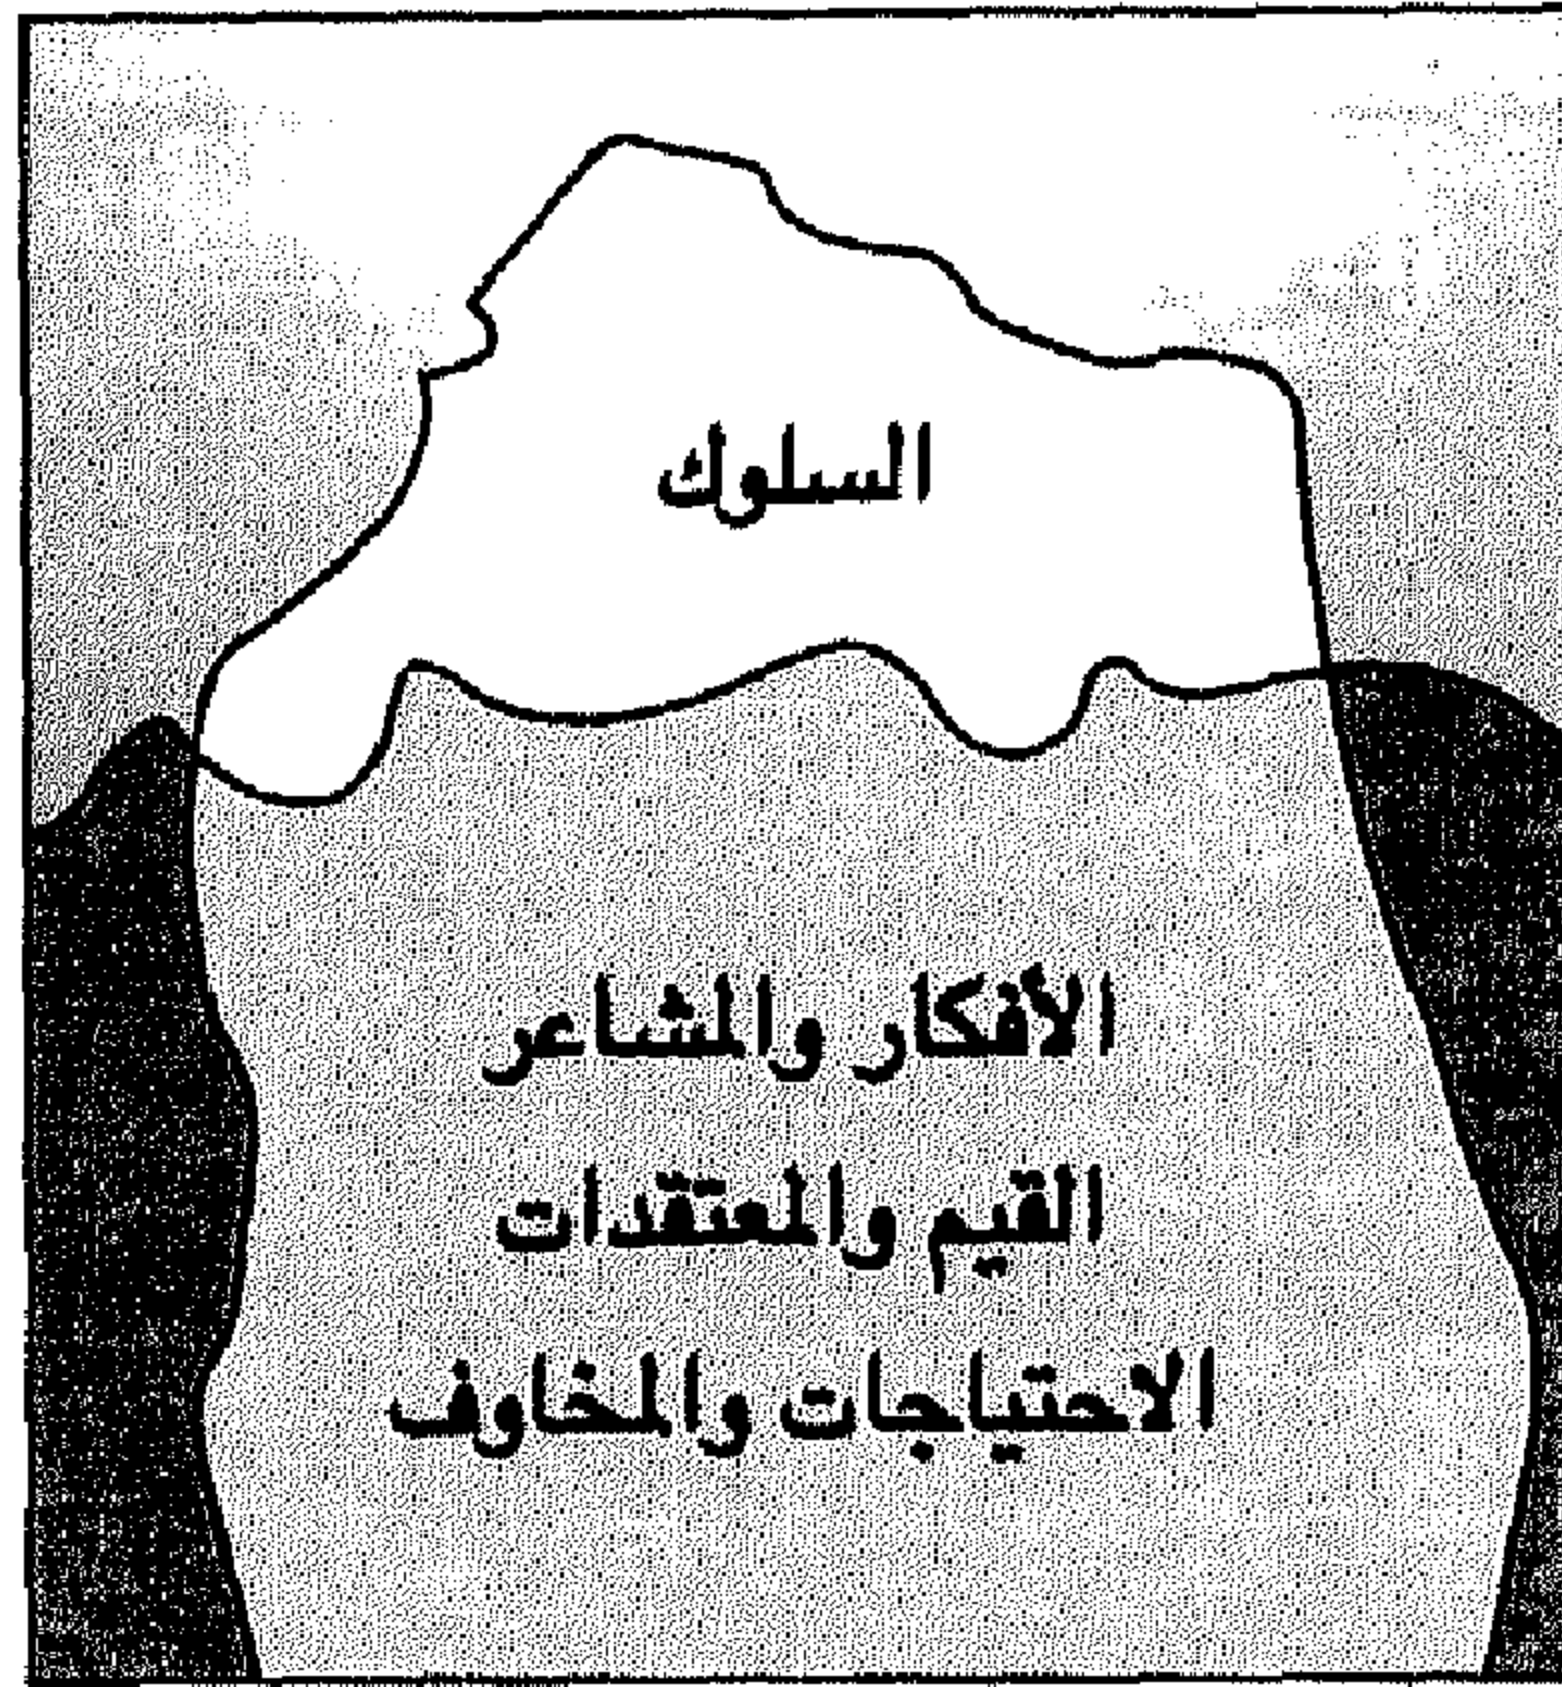 السلوك
الأفكار والمشاعر
القيم والمعتقدات
الاحتياجات والمخاوف